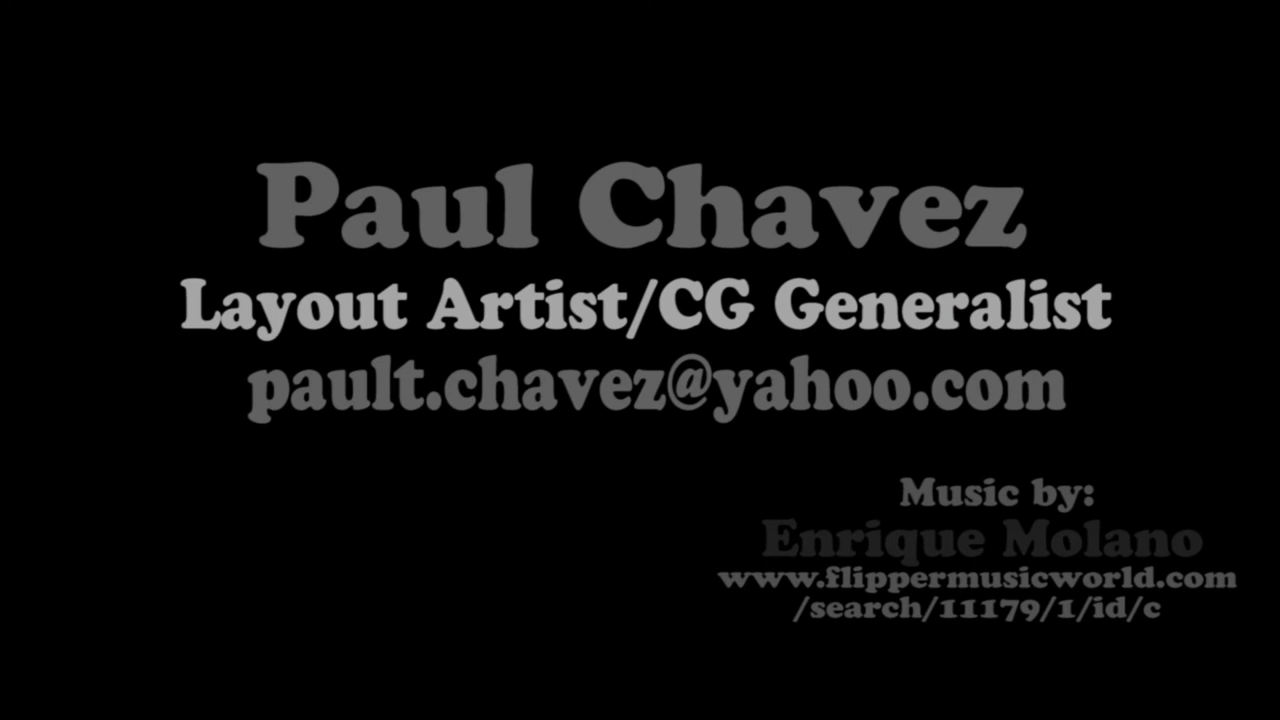 Paul Chavez
Layout Artist/CG Generalist
pault.chavez@yahoo.com
Music by:
Enrique Molano
www.flippermusicworld.com
/search/11179/1/id/c